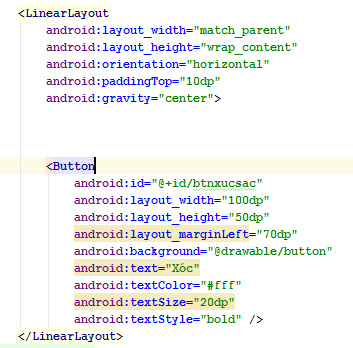 <LinearLayout
android:layout_width="match_parent"
android:layout_height="wrap_content"
android:orientation="horizontal"
android:paddingTop="10dp"
android:gravity="center">
<Button
android:id="@+id/btnxucsac"
android:layout_width="100dp"
android:layout_height="50dp"
android:layout_marginLeft="70dp"
android:background="@drawable/button"
android:text="Xóc"
android:textColor="#fff"
android:textSize="20dp"
android:textStyle="bold" />
</LinearLayout>